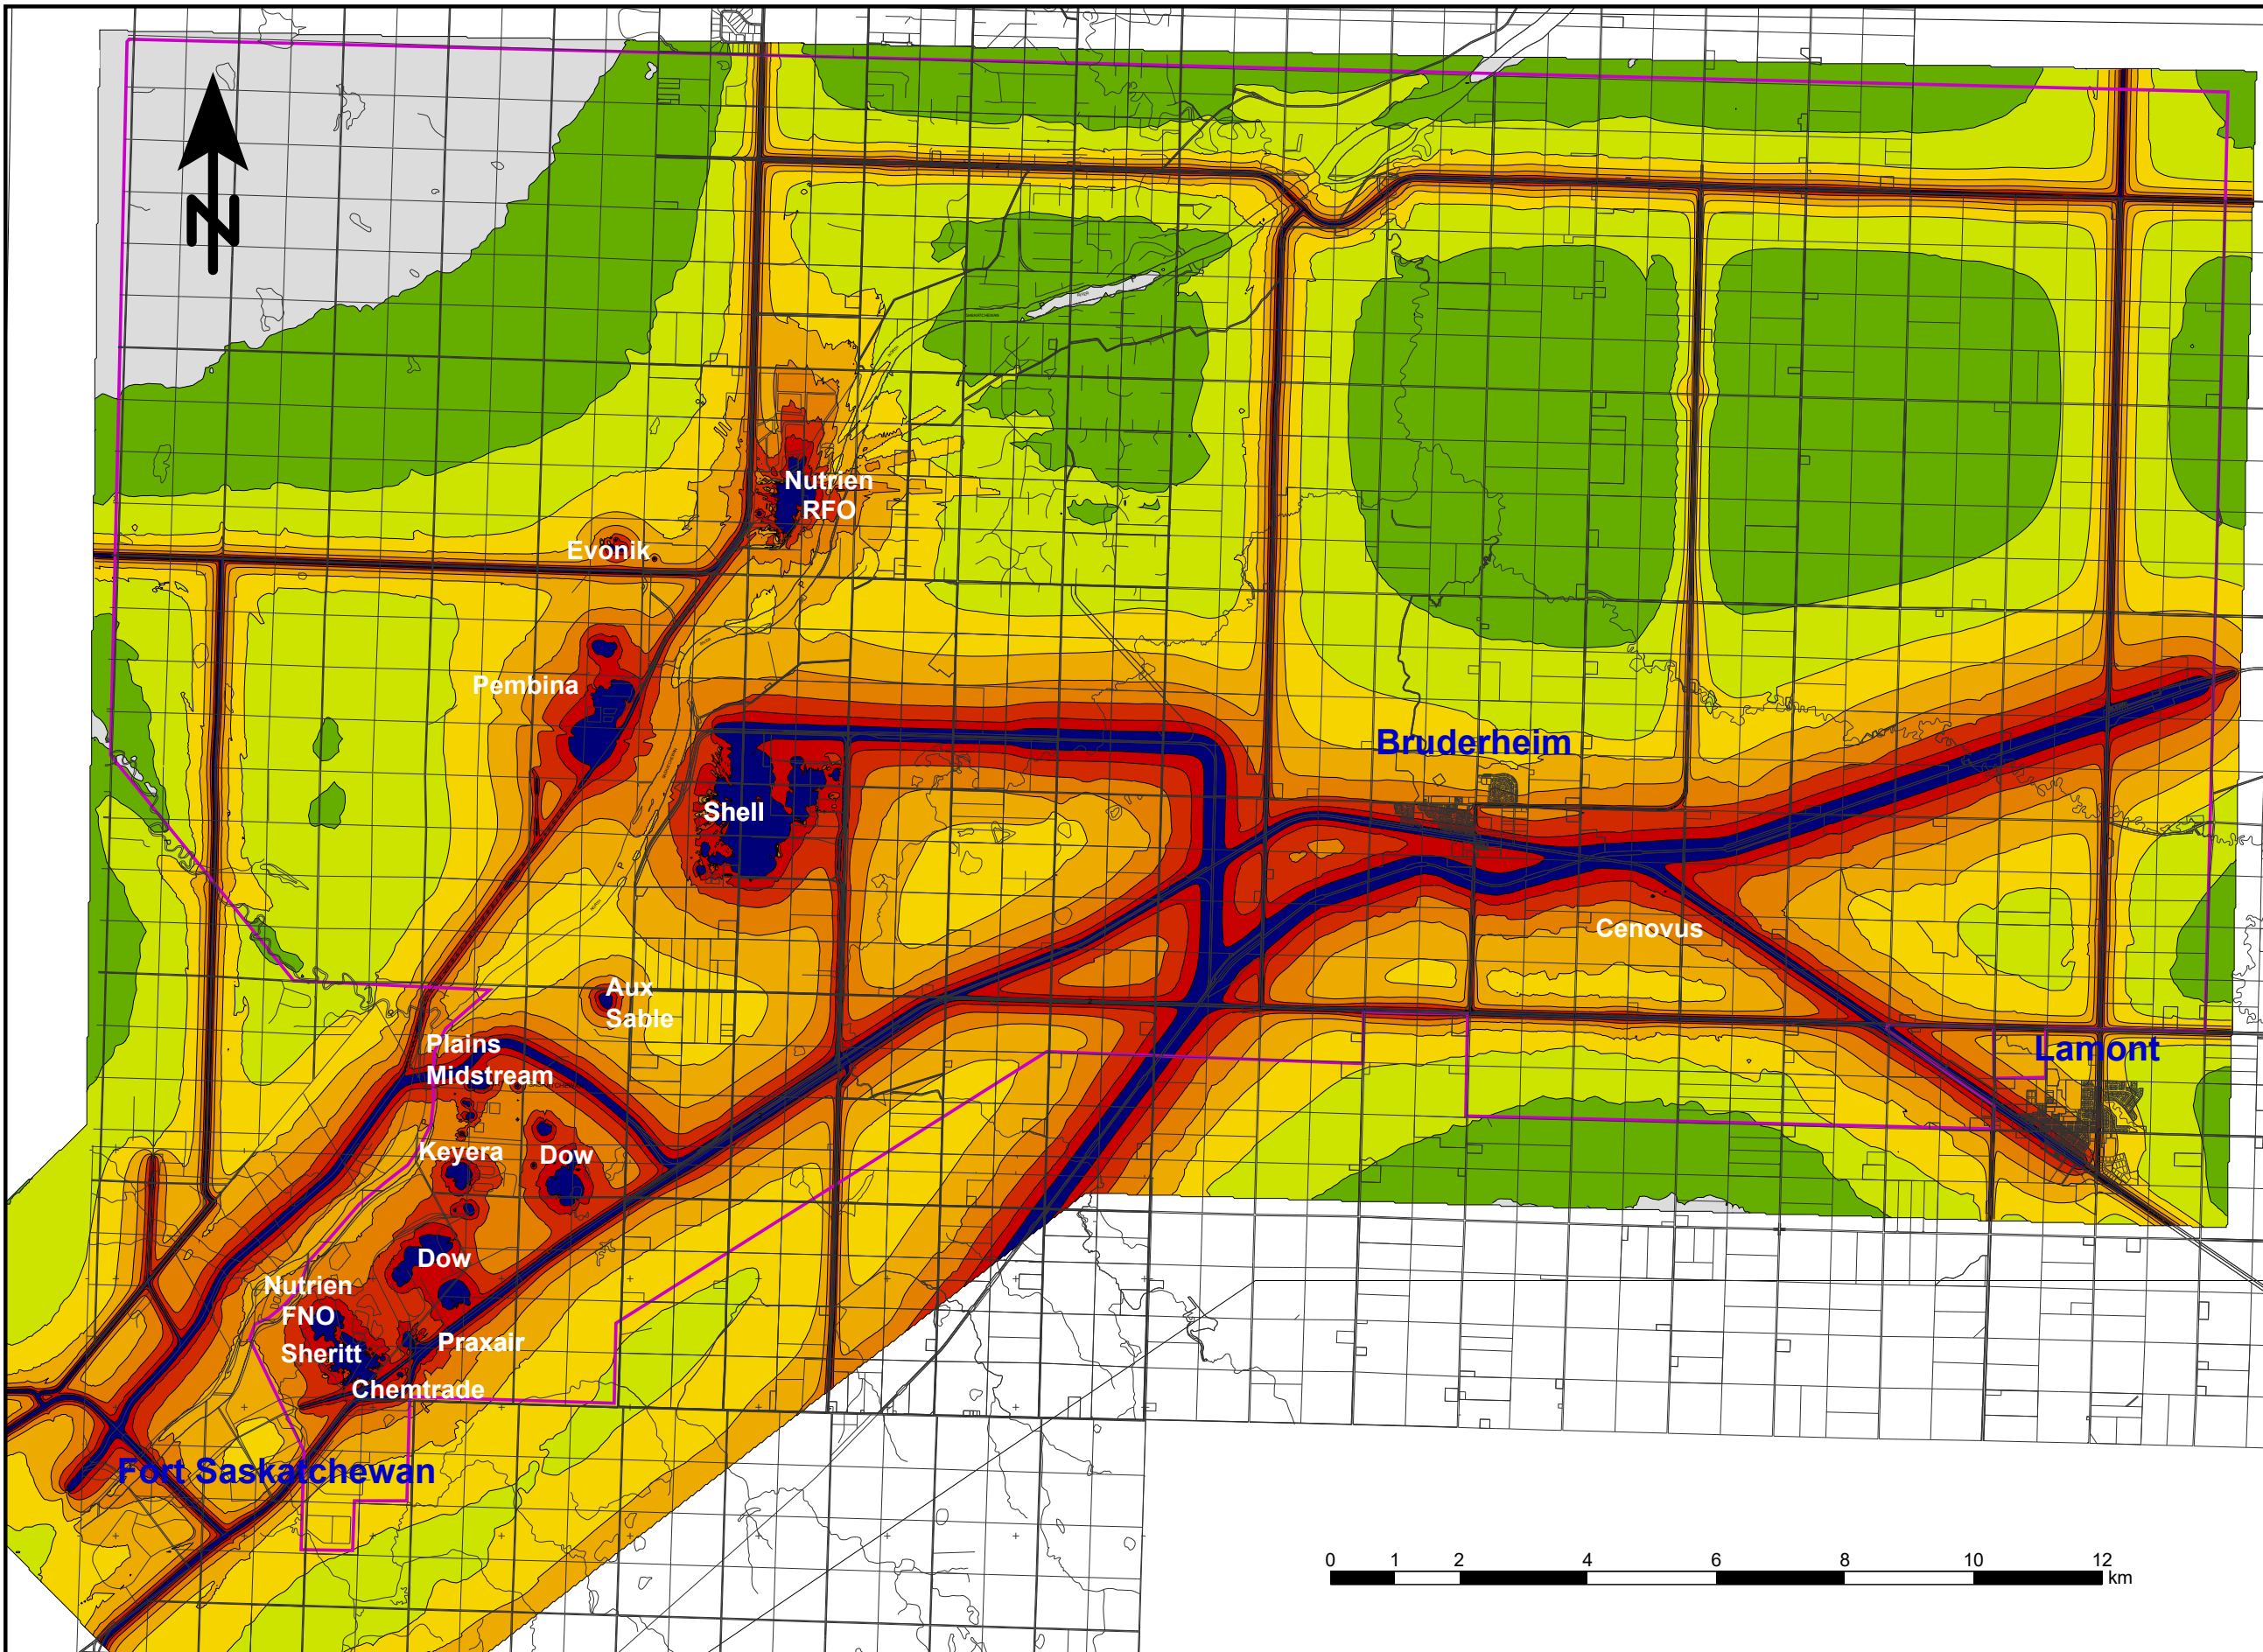 N
Nutrien
RFO
Evonik
Pembina
Bruderheim
Shell
Cenovus
Aux
Sable
Plains
Midstream
Lamont
Keyera
Dow
Dow
Nutrien
FNO
Sheritt
Praxair
Chemtrade
Fort Saskatchewan
0 1 2 4 6 8 10 12
km